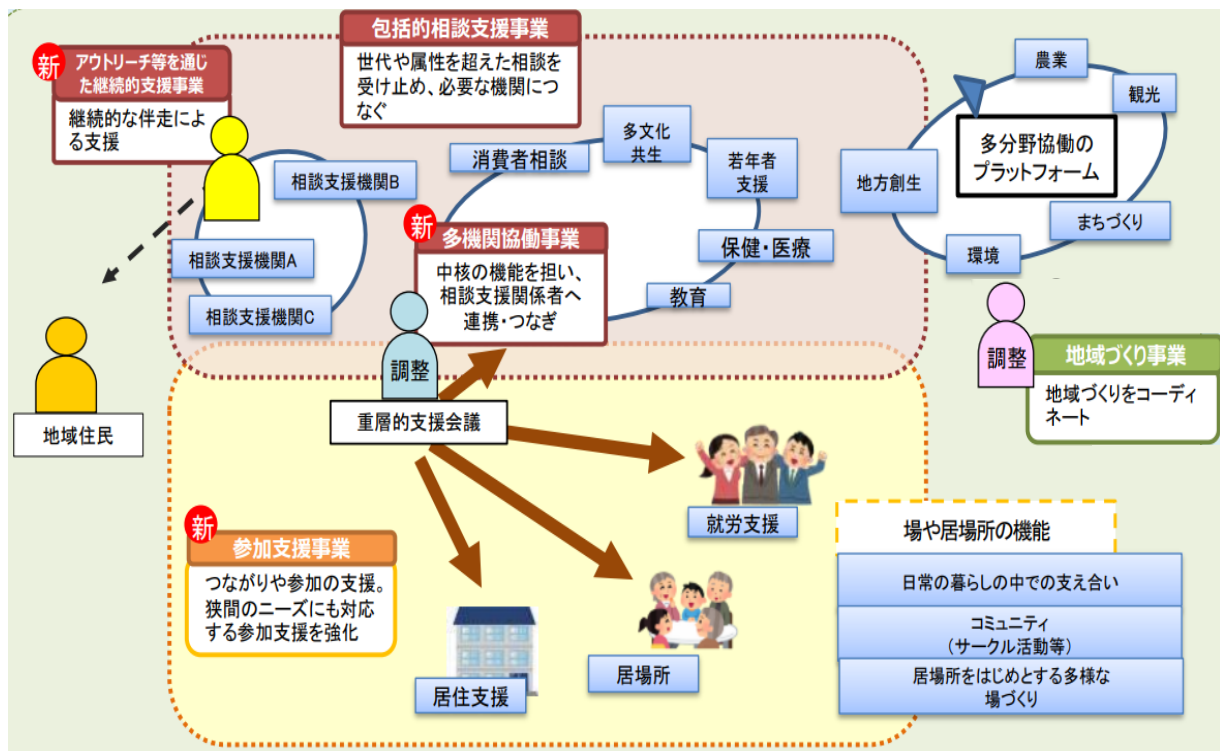 包括的相談支援事業
世代や属性を超えた相談を
受け止め、必要な機関につ
なぐ
新
アウトリーチ等を通じ
た継続的支援事業
継続的な伴走によ
る支援
相談支援機関B
相談支援機関A
相談支援機関C
消費者相談
多文化
共生
若年者
支援
保健・医療
教育
新
多機関協働事業
中核の機能を担い、
相談支援関係者へ
連携・つなぎ
調整
重層的支援会議
農業
観光
多分野協働の
プラットフォーム
地方創生
まちづくり
環境
調整
地域づくり事業
地域づくりをコーディ
ネート
地域住民
新
参加支援事業
つながりや参加の支援。
狭間のニーズにも対応
する参加支援を強化
就労支援
居場所
居住支援
場や居場所の機能
日常の暮らしの中での支え合い
コミュニティ
（サークル活動等）
居場所をはじめとする多様な
場づくり